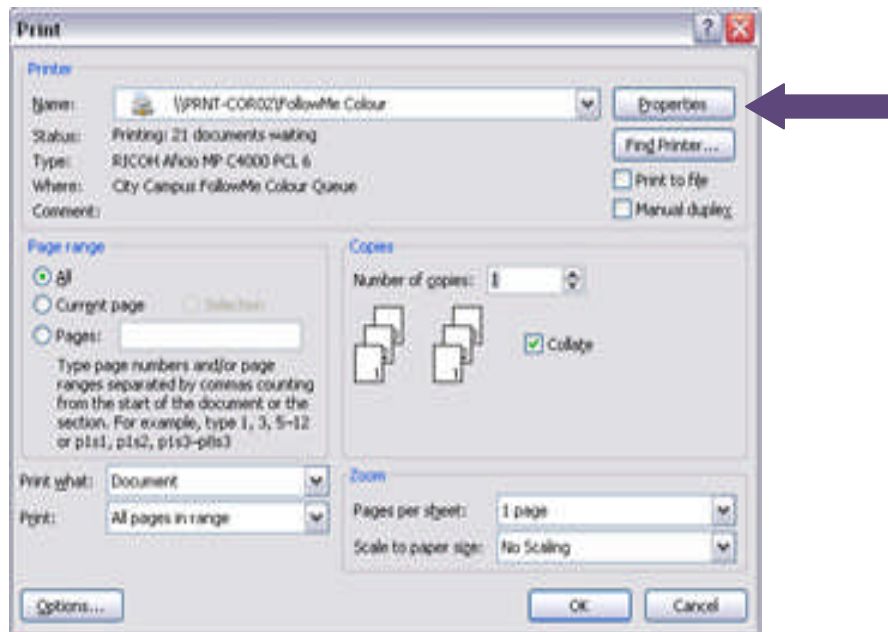 Print
Printer
Name: \\PRNT-COR02\FollowMe Colour
Properties
Status: Printing: 21 documents waiting
Find Printer...
Type: RICOH Aficio MP C4000 PCL 6
Where: City Campus FollowMe Colour Queue
Print to file
Comment:
Manual duplex
Page range
All
Current page Selection
Pages:
Type page numbers and/or page
ranges separated by commas counting
from the start of the document or the
section. For example, type 1, 3, 5-12
or p1s1, p1s2, p1s3-p8s3
Copies
Number of copies: 1
1 1
Collate
Print what: Document
Print: All pages in range
Zoom
Pages per sheet: 1 page
Scale to paper size: No Scaling
Options...
OK
Cancel